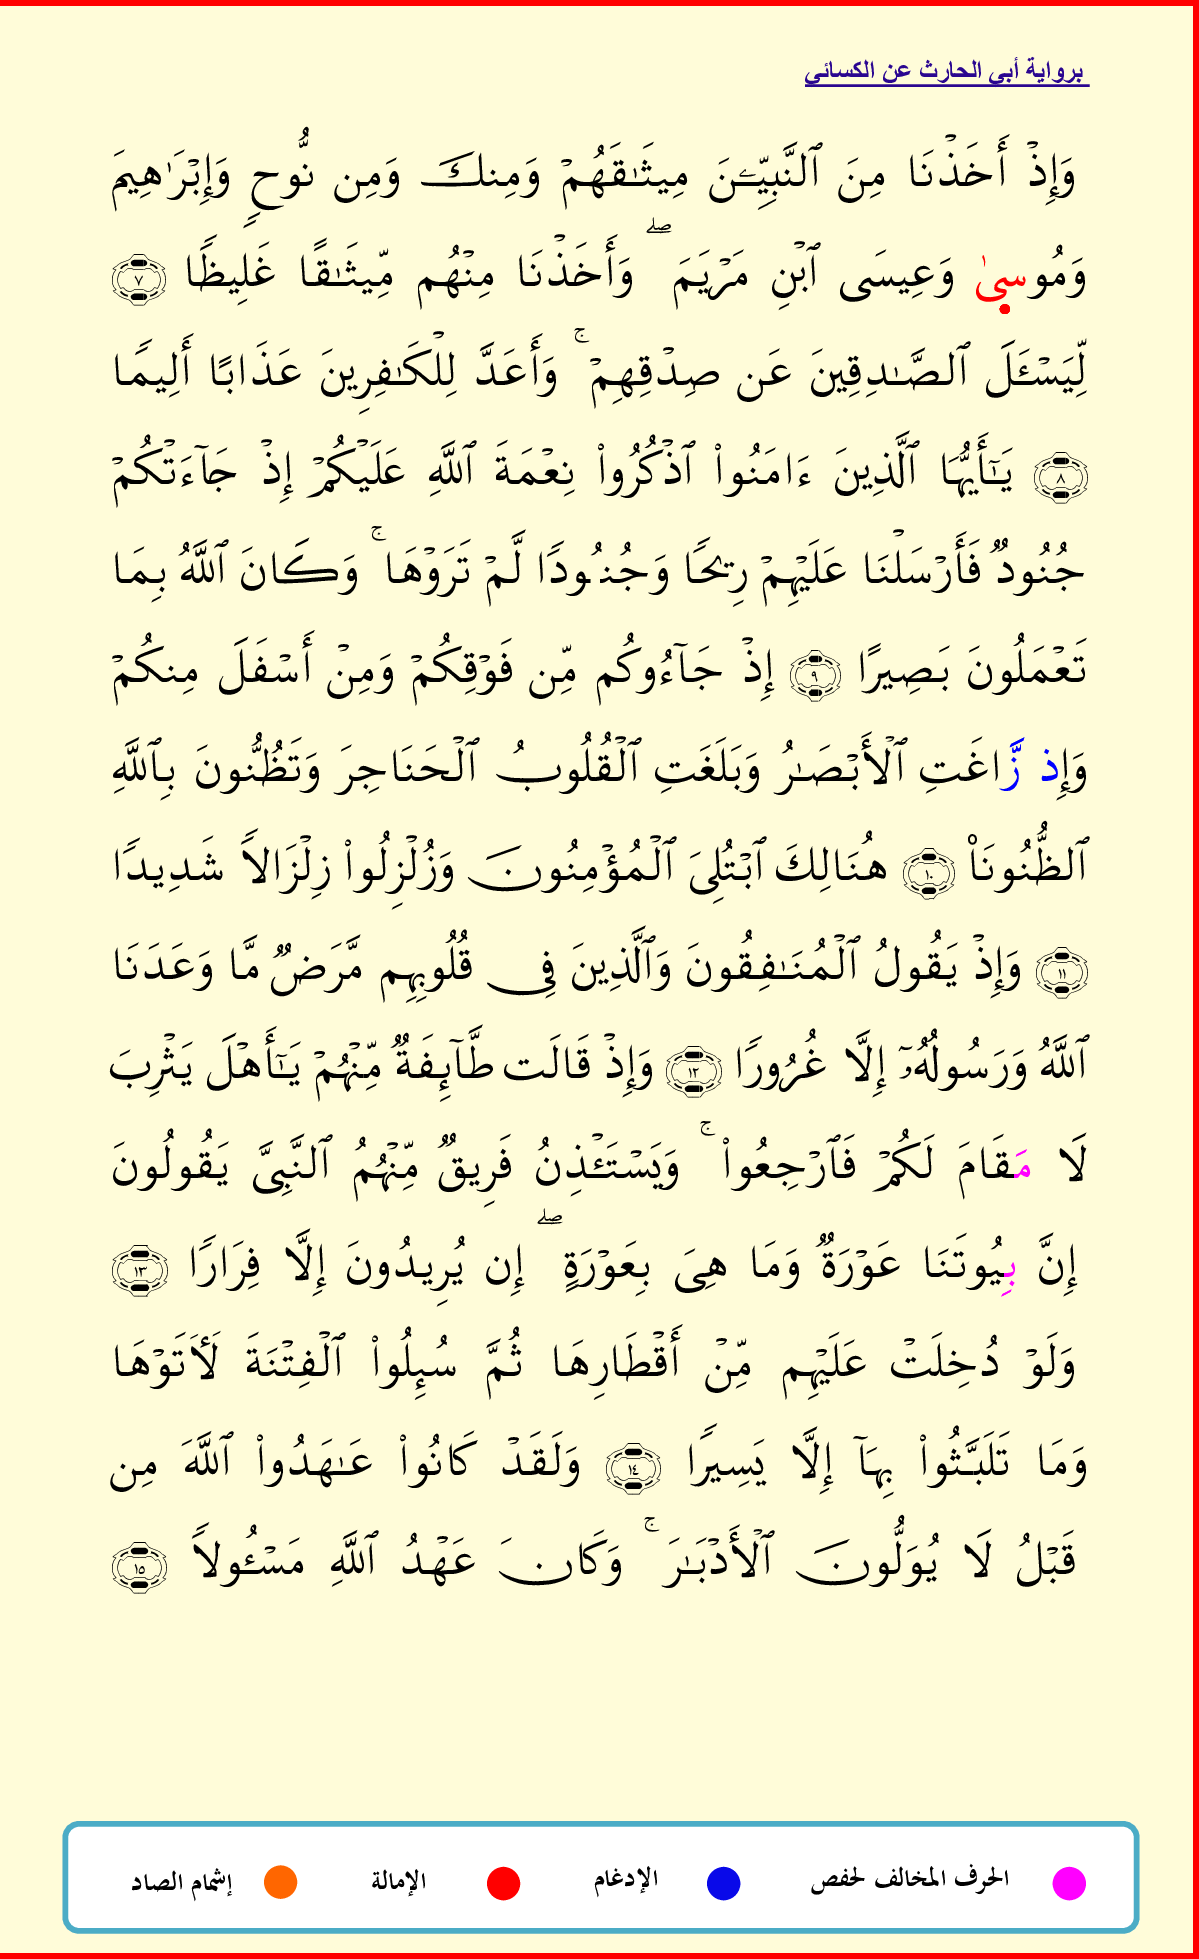 برواية أبي الحارث عن الكسائي
وَإِذْ أَخَذْنَا مِنَ ٱلنَّبِيِّـۧنَ مِيثَـٰقَهُمْ وَمِنكَ وَمِن نُّوحٍ وَإِبْرَٰهِيمَ
وَمُوسىٰ وَعِيسَى ٱبْنِ مَرْيَمَ ۖ وَأَخَذْنَا مِنْهُم مِّيثَـٰقًا غَلِيظًا ٧
لِّيَسْـَٔلَ ٱلصَّـٰدِقِينَ عَن صِدْقِهِمْ ۚ وَأَعَدَّ لِلْكَـٰفِرِينَ عَذَابًا أَلِيمًا
٨ يَـٰٓأَيُّهَا ٱلَّذِينَ ءَامَنُوا۟ ٱذْكُرُوا۟ نِعْمَةَ ٱللَّهِ عَلَيْكُمْ إِذْ جَآءَتْكُمْ
جُنُودٌ فَأَرْسَلْنَا عَلَيْهِمْ رِيحًا وَجُنُودًا لَّمْ تَرَوْهَا ۚ وَكَانَ ٱللَّهُ بِمَا
تَعْمَلُونَ بَصِيرًا ٩ إِذْ جَآءُوكُم مِّن فَوْقِكُمْ وَمِنْ أَسْفَلَ مِنكُمْ
وَإِذ زَّاغَتِ ٱلْأَبْصَـٰرُ وَبَلَغَتِ ٱلْقُلُوبُ ٱلْحَنَاجِرَ وَتَظُنُّونَ بِٱللَّهِ
ٱلظُّنُونَا۠ ١٠ هُنَالِكَ ٱبْتُلِىَ ٱلْمُؤْمِنُونَ وَزُلْزِلُوا۟ زِلْزَالًا شَدِيدًا
١١ وَإِذْ يَقُولُ ٱلْمُنَـٰفِقُونَ وَٱلَّذِينَ فِى قُلُوبِهِم مَّرَضٌ مَّا وَعَدَنَا
ٱللَّهُ وَرَسُولُهُۥٓ إِلَّا غُرُورًا ١٢ وَإِذْ قَالَت طَّآئِفَةٌ مِّنْهُمْ يَـٰٓأَهْلَ يَثْرِبَ
لَا مَقَامَ لَكُمْ فَٱرْجِعُوا۟ ۚ وَيَسْتَـْٔذِنُ فَرِيقٌ مِّنْهُمُ ٱلنَّبِىَّ يَقُولُونَ
إِنَّ بِيُوتَنَا عَوْرَةٌ وَمَا هِىَ بِعَوْرَةٍ ۖ إِن يُرِيدُونَ إِلَّا فِرَارًا ١٣
وَلَوْ دُخِلَتْ عَلَيْهِم مِّنْ أَقْطَارِهَا ثُمَّ سُئِلُوا۟ ٱلْفِتْنَةَ لَـَٔاتَوْهَا
وَمَا تَلَبَّثُوا۟ بِهَآ إِلَّا يَسِيرًا ١٤ وَلَقَدْ كَانُوا۟ عَـٰهَدُوا۟ ٱللَّهَ مِن
قَبْلُ لَا يُوَلُّونَ ٱلْأَدْبَـٰرَ ۚ وَكَانَ عَهْدُ ٱللَّهِ مَسْـُٔولًا ١٥
الحرف المخالف لحفص الإدغام الإمالة إشمام الصاد